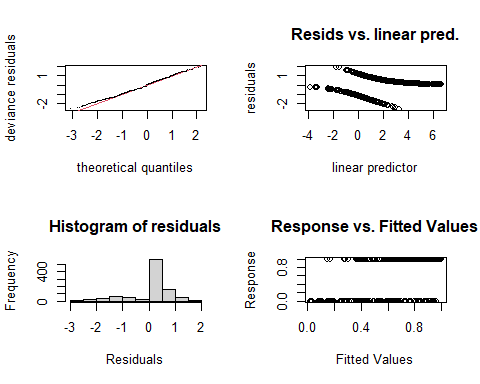 deviance residuals
1
-2
-3 -2 -1 0 1 2
theoretical quantiles
Resids vs. linear pred.
residuals
1
-2
-4 -2 0 2 4 6
linear predictor
Histogram of residuals
Frequency
400
0
-3 -2 -1 0 1 2
Residuals
Response vs. Fitted Values
Response
0.8
0.0
0.0 0.4 0.8
Fitted Values